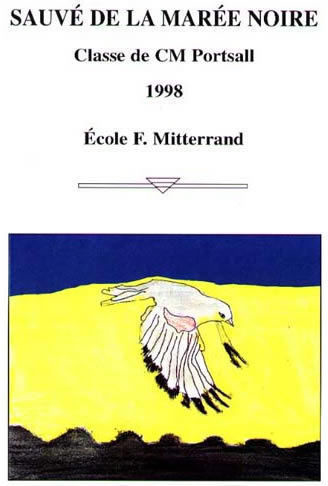 SAUVÉ DE LA MARÉE NOIRE
Classe de CM Portsall
1998
École F. Mitterrand